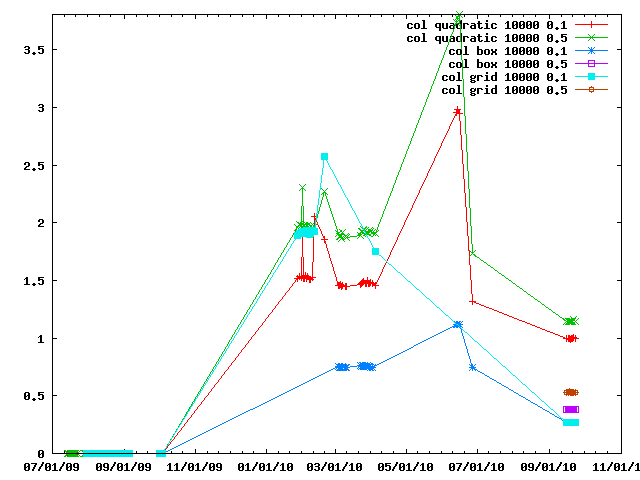 col quadratic 10000 0.1
col quadratic 10000 0.5
col box 10000 0.1
col box 10000 0.5
col grid 10000 0.1
col grid 10000 0.5
3.5
3
2.5
2
1.5
1
0.5
0
07/01/09 09/01/09 11/01/09 01/01/10 03/01/10 05/01/10 07/01/10 09/01/10 11/01/1